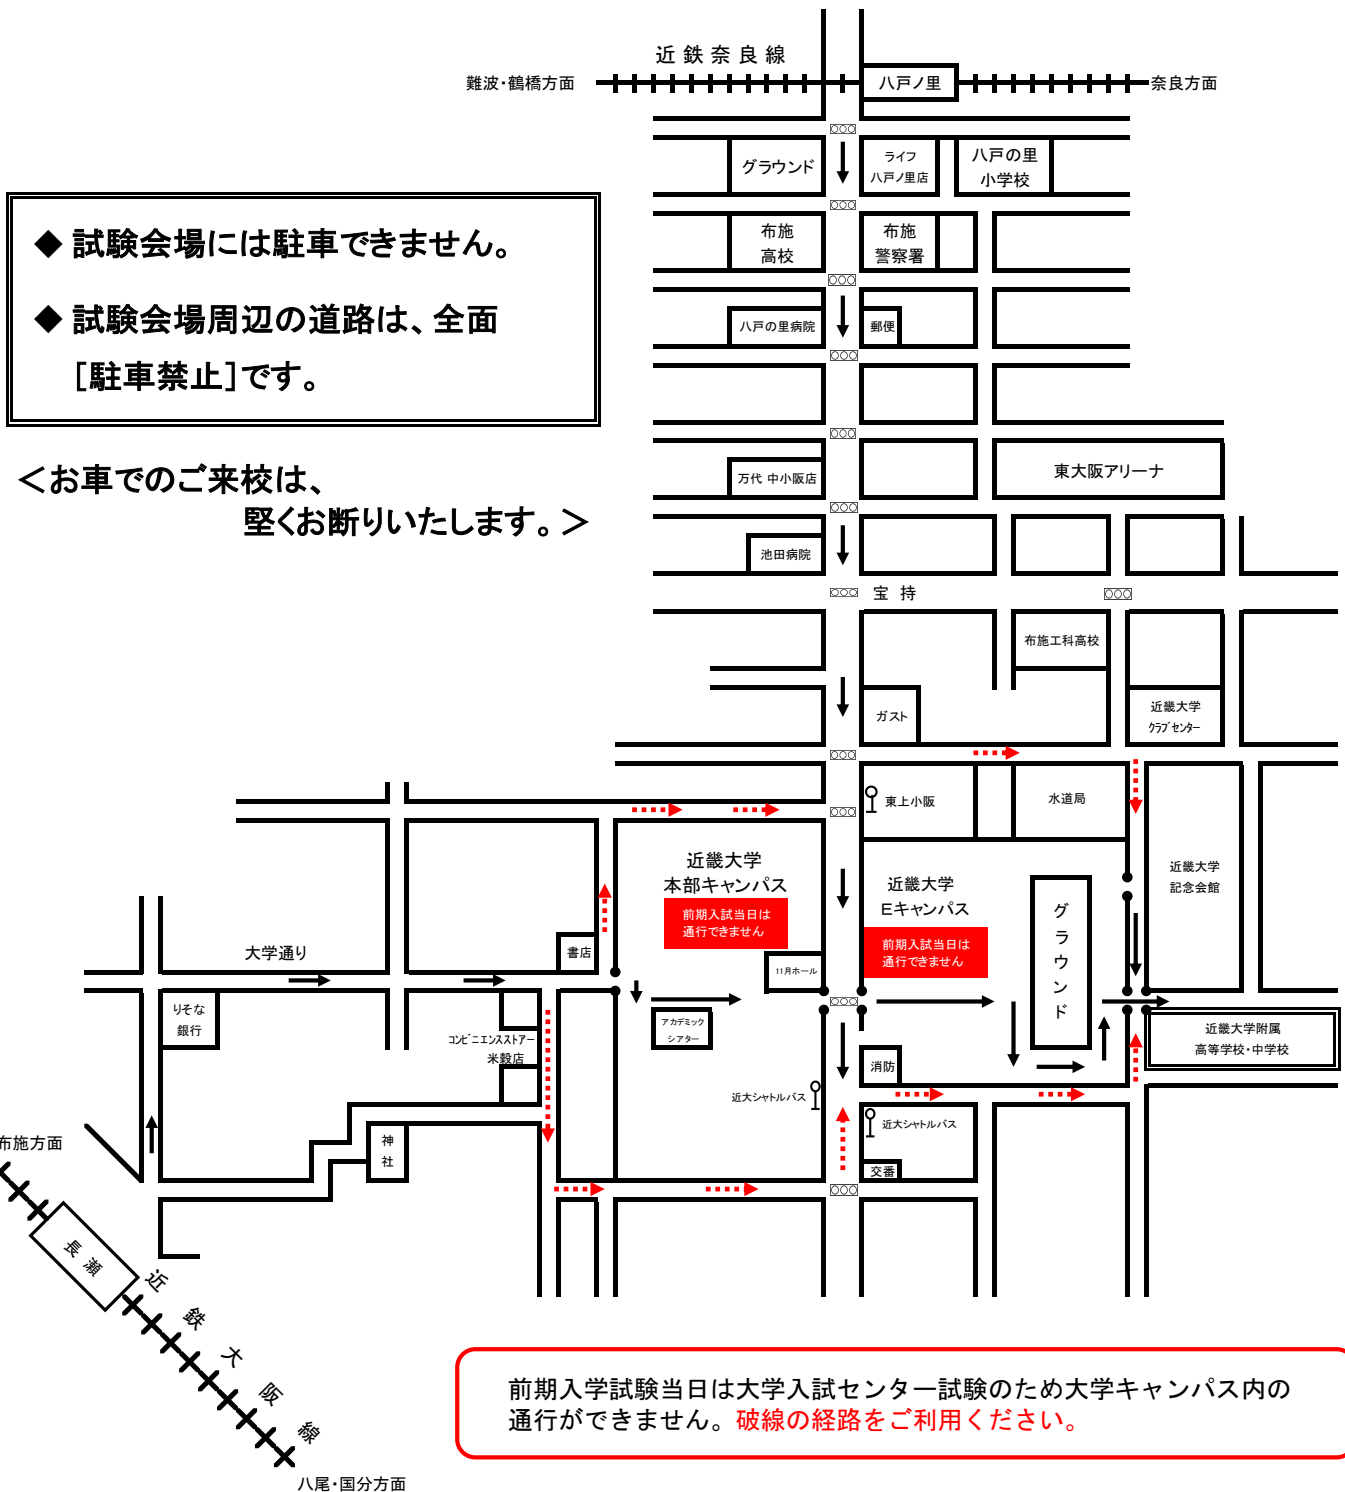 近鉄奈良線
難波・鶴橋方面
八戸ノ里
奈良方面
グラウンド
ライフ
八戸ノ里店
八戸の里
小学校
◆ 試験会場には駐車できません。
◆ 試験会場周辺の道路は、全面
［駐車禁止］です。
布施
高校
布施
警察署
八戸の里病院
郵便
＜お車でのご来校は、
堅くお断りいたします。＞
万代 中小阪店
東大阪アリーナ
池田病院
宝 持
布施工科高校
ガスト
近畿大学
クラブセンター
東上小阪
水道局
近畿大学
本部キャンパス
前期入試当日は
通行できません
近畿大学
Eキャンパス
前期入試当日は
通行できません
グラウンド
近畿大学
記念会館
大学通り
書店
11月ホール
りそな
銀行
コンビニエンスストアー
米穀店
アカデミック
シアター
近畿大学附属
高等学校・中学校
消防
近大シャトルバス
近大シャトルバス
交番
神社
布施方面
長瀬
近鉄大阪線
八尾・国分方面
前期入学試験当日は大学入試センター試験のため大学キャンパス内の
通行ができません。破線の経路をご利用ください。